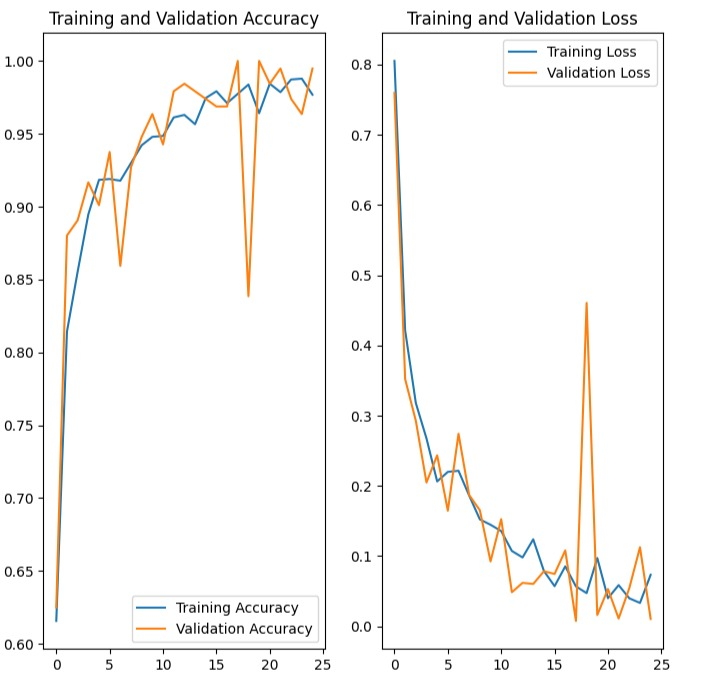 Training and Validation Accuracy
1.00
0.95
0.90
0.85
0.80
0.75
0.70
0.65
0.60
Training Accuracy
Validation Accuracy
0 5 10 15 20 25
Training and Validation Loss
Training Loss
Validation Loss
0.8
0.7
0.6
0.5
0.4
0.3
0.2
0.1
0.0
0 5 10 15 20 25